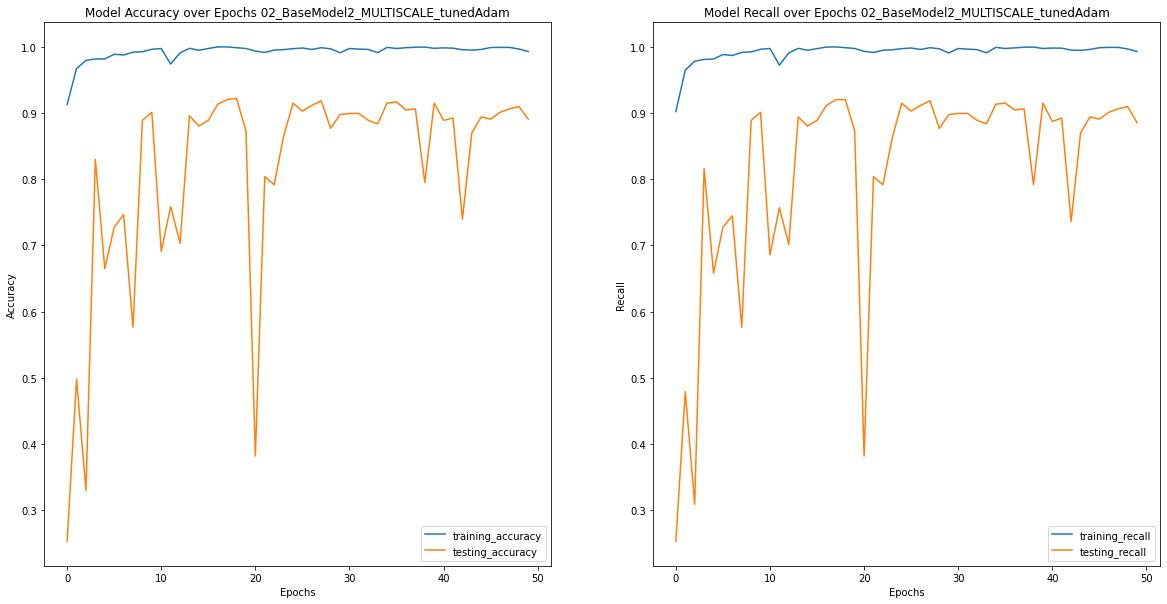 Model Accuracy over Epochs 02_BaseModel2_MULTISCALE_tunedAdam
1.0
0.9
0.8
0.7
0.6
0.5
0.4
0.3
Accuracy
0 10 20 30 40 50
Epochs
training_accuracy
testing_accuracy
Model Recall over Epochs 02_BaseModel2_MULTISCALE_tunedAdam
1.0
0.9
0.8
0.7
0.6
0.5
0.4
0.3
Recall
0 10 20 30 40 50
Epochs
training_recall
testing_recall